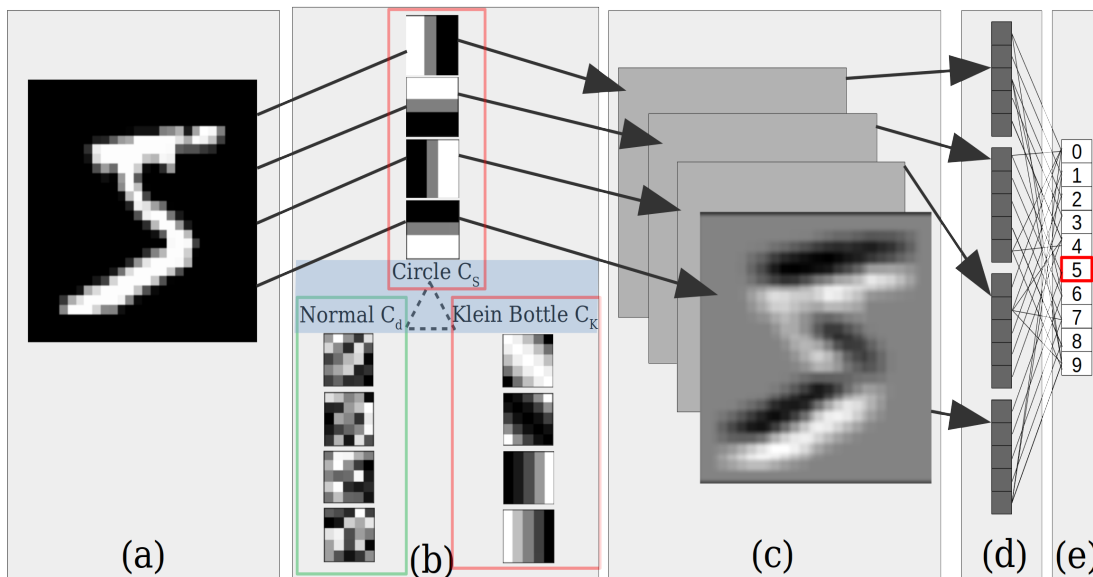 Circle C_S
Normal C_d
Klein Bottle C_K
0
1
2
3
4
5
6
7
8
9
(a)
(b)
(c)
(d)
(e)